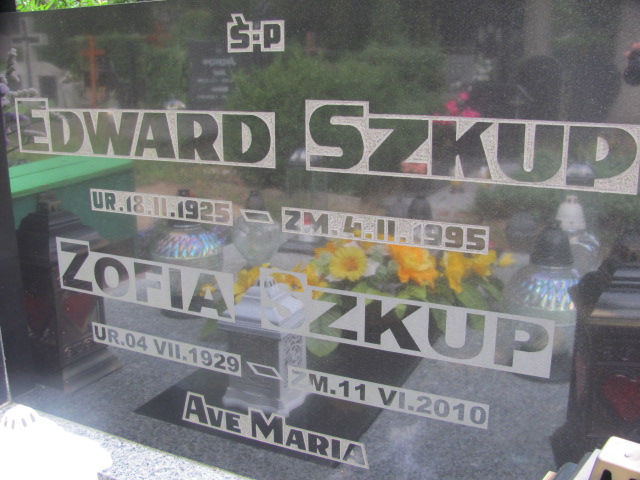 Ś.P
EDWARD SZKUP
UR.18.II.1925 – ZM.4.II.1995
ZOFIA SZKUP
UR.04 VII.1929 – ZM.11 VI.2010
AVE MARIA